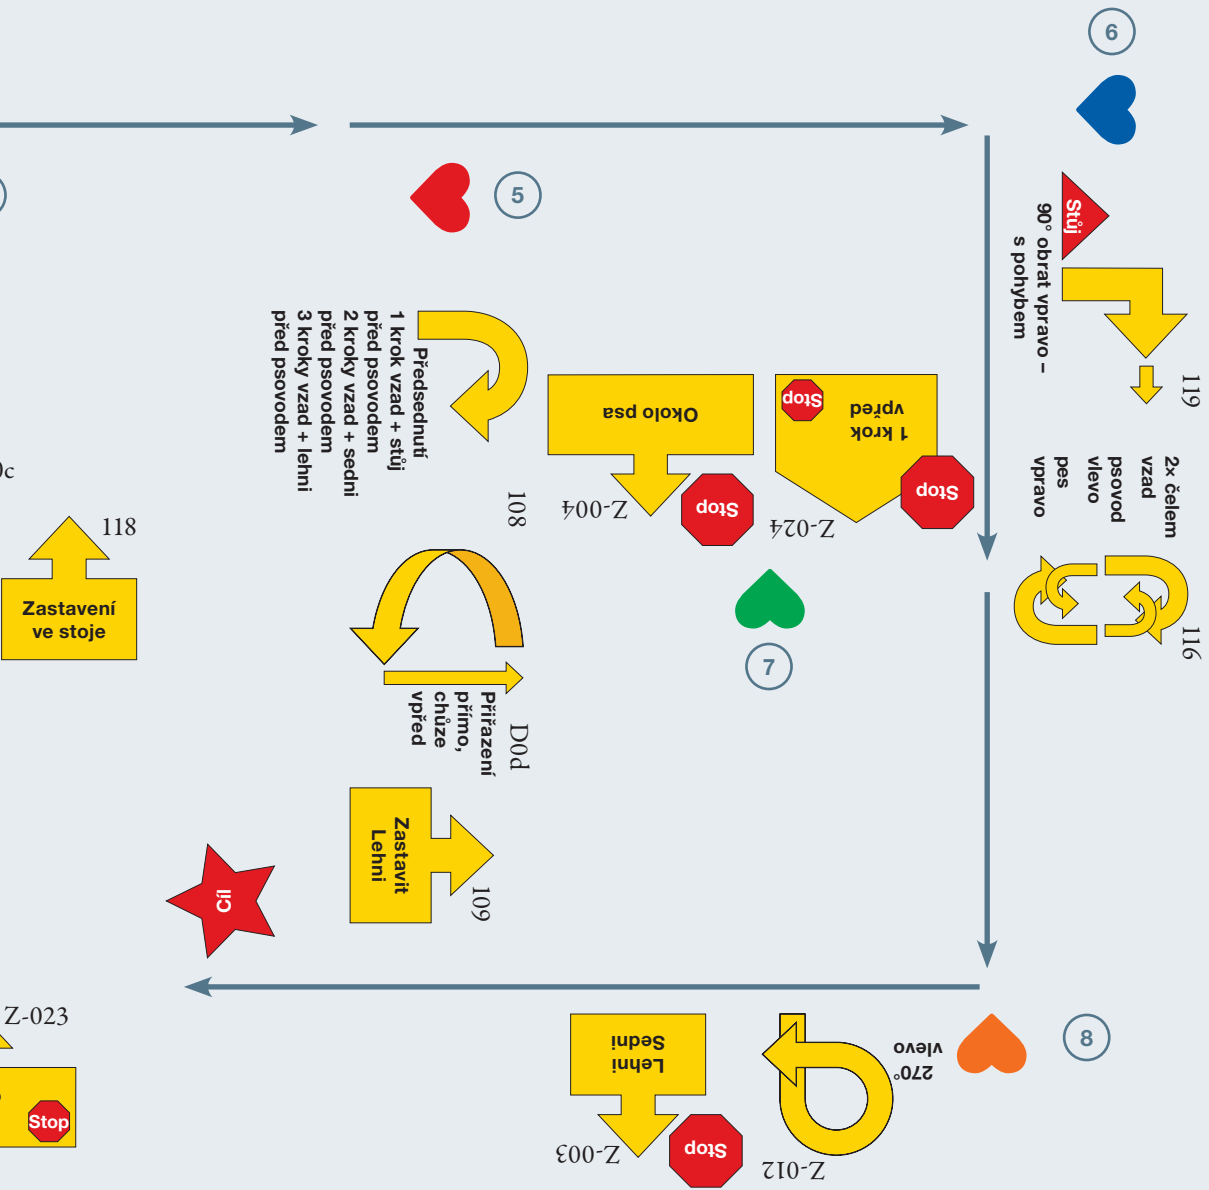 6
5
Stůj
90° obrat vpravo –
s pohybem
119
Předsednutí
1 krok vzad + stůj
před psovodem
2 kroky vzad + sedni
před psovodem
3 kroky vzad + lehni
před psovodem
108
Okolo psa
Stop
Z-004
1 krok
vpřed
Stop
Stop
Z-024
2x čelem
vzad
psovod
vlevo
pes
vpravo
116
118
Zastavení
ve stoje
7
Přiřazení
přímo,
chůze
vpřed
D0d
Zastavit
Lehni
109
Cíl
Z-023
Stop
Lehni
Sedni
Stop
Z-003
270°
vlevo
Z-012
8